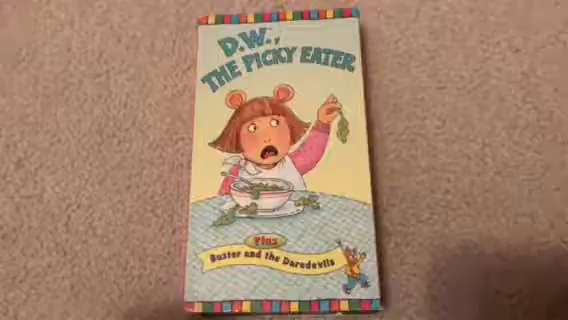 D.W.,
THE PICKY EATER
Plus
Buster and the Daredevils